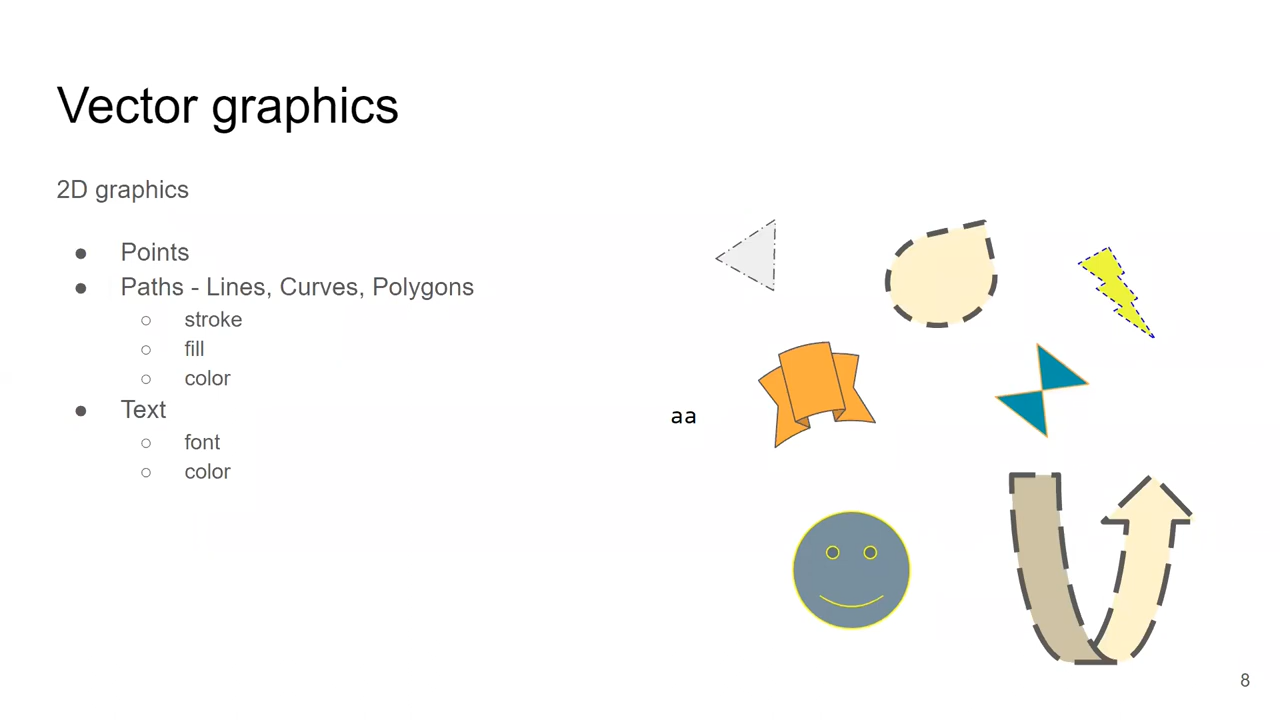 Vector graphics
2D graphics
● Points
● Paths - Lines, Curves, Polygons
○ stroke
○ fill
○ color
● Text
○ font
○ color
aa
8